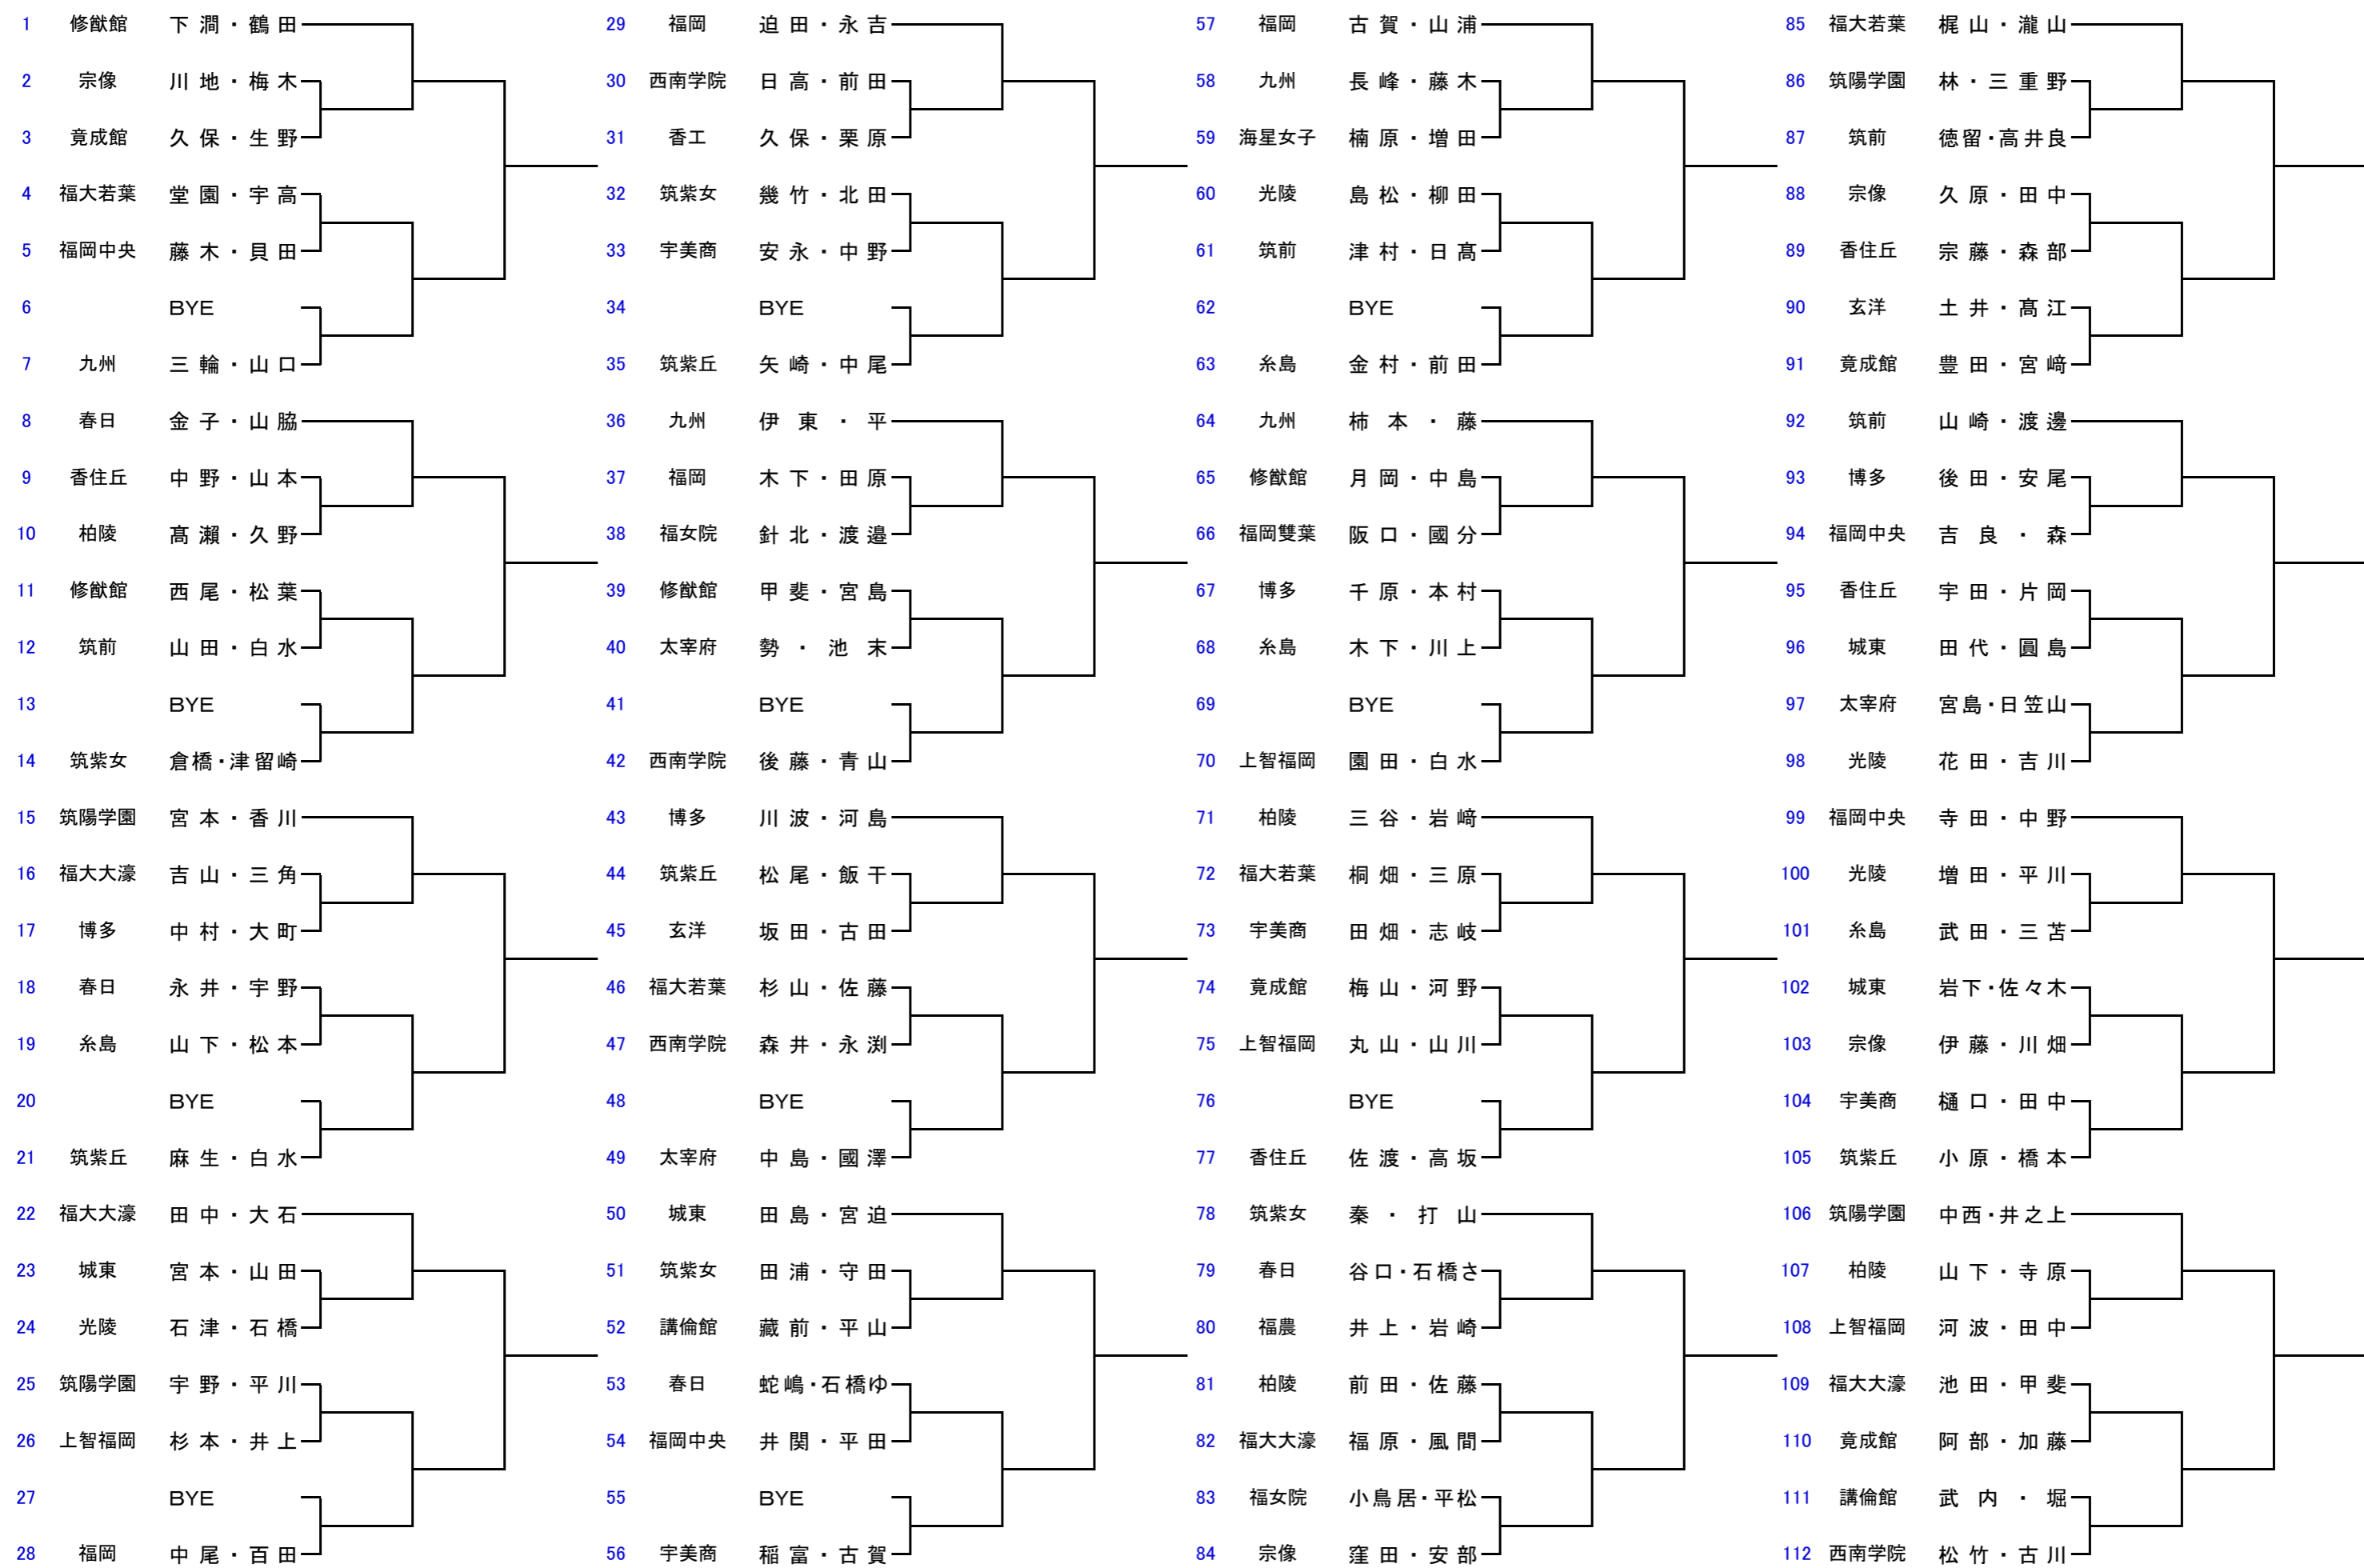 1 修猷館 下澗・鶴田
2 宗像 川地・梅木
3 竟成館 久保・生野
4 福大若葉 堂園・宇高
5 福岡中央 藤木・貝田
6 BYE
7 九州 三輪・山口
8 春日 金子・山脇
9 香住丘 中野・山本
10 柏陵 髙瀨・久野
11 修猷館 西尾・松葉
12 筑前 山田・白水
13 BYE
14 筑紫女 倉橋・津留崎
15 筑陽学園 宮本・香川
16 福大大濠 吉山・三角
17 博多 中村・大町
18 春日 永井・宇野
19 糸島 山下・松本
20 BYE
21 筑紫丘 麻生・白水
22 福大大濠 田中・大石
23 城東 宮本・山田
24 光陵 石津・石橋
25 筑陽学園 宇野・平川
26 上智福岡 杉本・井上
27 BYE
28 福岡 中尾・百田
29 福岡 迫田・永吉
30 西南学院 日高・前田
31 香工 久保・栗原
32 筑紫女 幾竹・北田
33 宇美商 安永・中野
34 BYE
35 筑紫丘 矢崎・中尾
36 九州 伊東・平
37 福岡 木下・田原
38 福女院 針北・渡邉
39 修猷館 甲斐・宮島
40 太宰府 勢・池末
41 BYE
42 西南学院 後藤・青山
43 博多 川波・河島
44 筑紫丘 松尾・飯干
45 玄洋 坂田・古田
46 福大若葉 杉山・佐藤
47 西南学院 森井・永渕
48 BYE
49 太宰府 中島・國澤
50 城東 田島・宮迫
51 筑紫女 田浦・守田
52 講倫館 藏前・平山
53 春日 蛇嶋・石橋ゆ
54 福岡中央 井関・平田
55 BYE
56 宇美商 稲富・古賀
57 福岡 古賀・山浦
58 九州 長峰・藤木
59 海星女子 楠原・増田
60 光陵 島松・柳田
61 筑前 津村・日髙
62 BYE
63 糸島 金村・前田
64 九州 柿本・藤
65 修猷館 月岡・中島
66 福岡雙葉 阪口・國分
67 博多 千原・本村
68 糸島 木下・川上
69 BYE
70 上智福岡 園田・白水
71 柏陵 三谷・岩﨑
72 福大若葉 桐畑・三原
73 宇美商 田畑・志岐
74 竟成館 梅山・河野
75 上智福岡 丸山・山川
76 BYE
77 香住丘 佐渡・高坂
78 筑紫女 秦・打山
79 春日 谷口・石橋さ
80 福農 井上・岩崎
81 柏陵 前田・佐藤
82 福大大濠 福原・風間
83 福女院 小鳥居・平松
84 宗像 窪田・安部
85 福大若葉 梶山・瀧山
86 筑陽学園 林・三重野
87 筑前 徳留・高井良
88 宗像 久原・田中
89 香住丘 宗藤・森部
90 玄洋 土井・髙江
91 竟成館 豊田・宮﨑
92 筑前 山崎・渡邊
93 博多 後田・安尾
94 福岡中央 吉良・森
95 香住丘 宇田・片岡
96 城東 田代・圓島
97 太宰府 宮島・日笠山
98 光陵 花田・吉川
99 福岡中央 寺田・中野
100 光陵 増田・平川
101 糸島 武田・三苫
102 城東 岩下・佐々木
103 宗像 伊藤・川畑
104 宇美商 樋口・田中
105 筑紫丘 小原・橋本
106 筑陽学園 中西・井之上
107 柏陵 山下・寺原
108 上智福岡 河波・田中
109 福大大濠 池田・甲斐
110 竟成館 阿部・加藤
111 講倫館 武内・堀
112 西南学院 松竹・古川